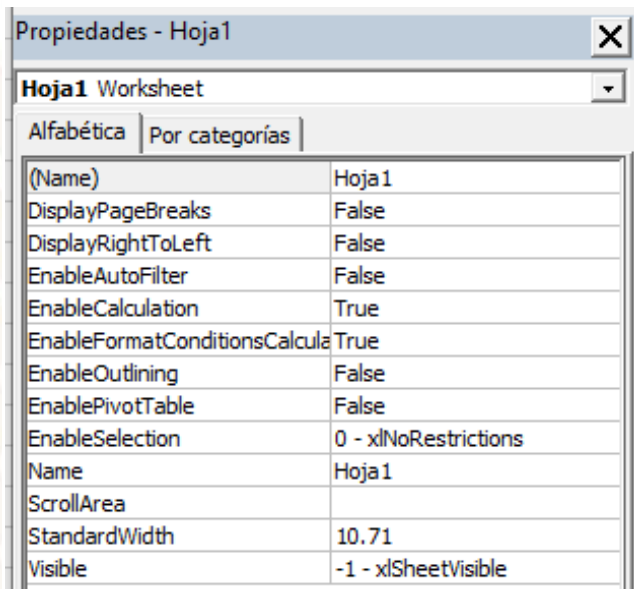 Propiedades - Hoja1
Hoja1 Worksheet
Alfabética Por categorías
(Name) Hoja1
DisplayPageBreaks False
DisplayRightToLeft False
EnableAutoFilter False
EnableCalculation True
EnableFormatConditionsCalcula True
EnableOutlining False
EnablePivotTable False
EnableSelection 0 - xlNoRestrictions
Name Hoja1
ScrollArea
StandardWidth 10.71
Visible -1 - xlSheetVisible